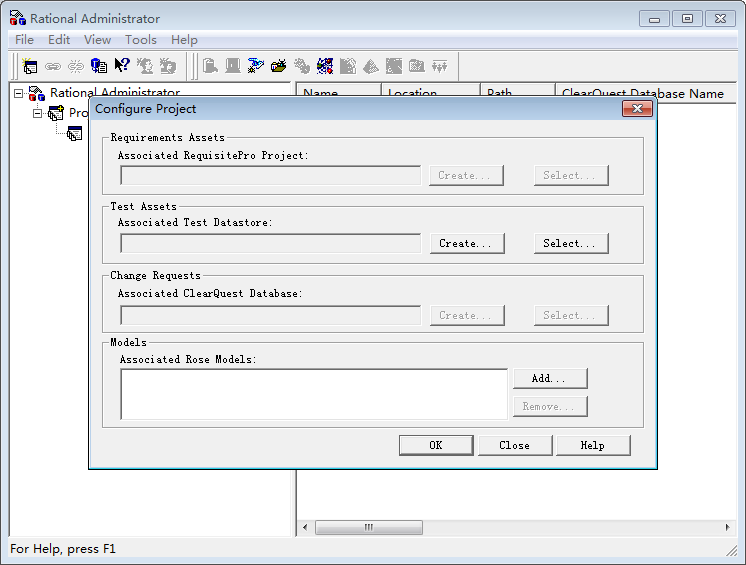 Rational Administrator
File Edit View Tools Help
Name Location Path ClearQuest Database Name
Rational Administrator
Configure Project
Requirements Assets
Associated RequisitePro Project:
Create... Select...
Test Assets
Associated Test Datastore:
Create... Select...
Change Requests
Associated ClearQuest Database:
Create... Select...
Models
Associated Rose Models:
Add...
Remove...
OK Close Help
For Help, press F1